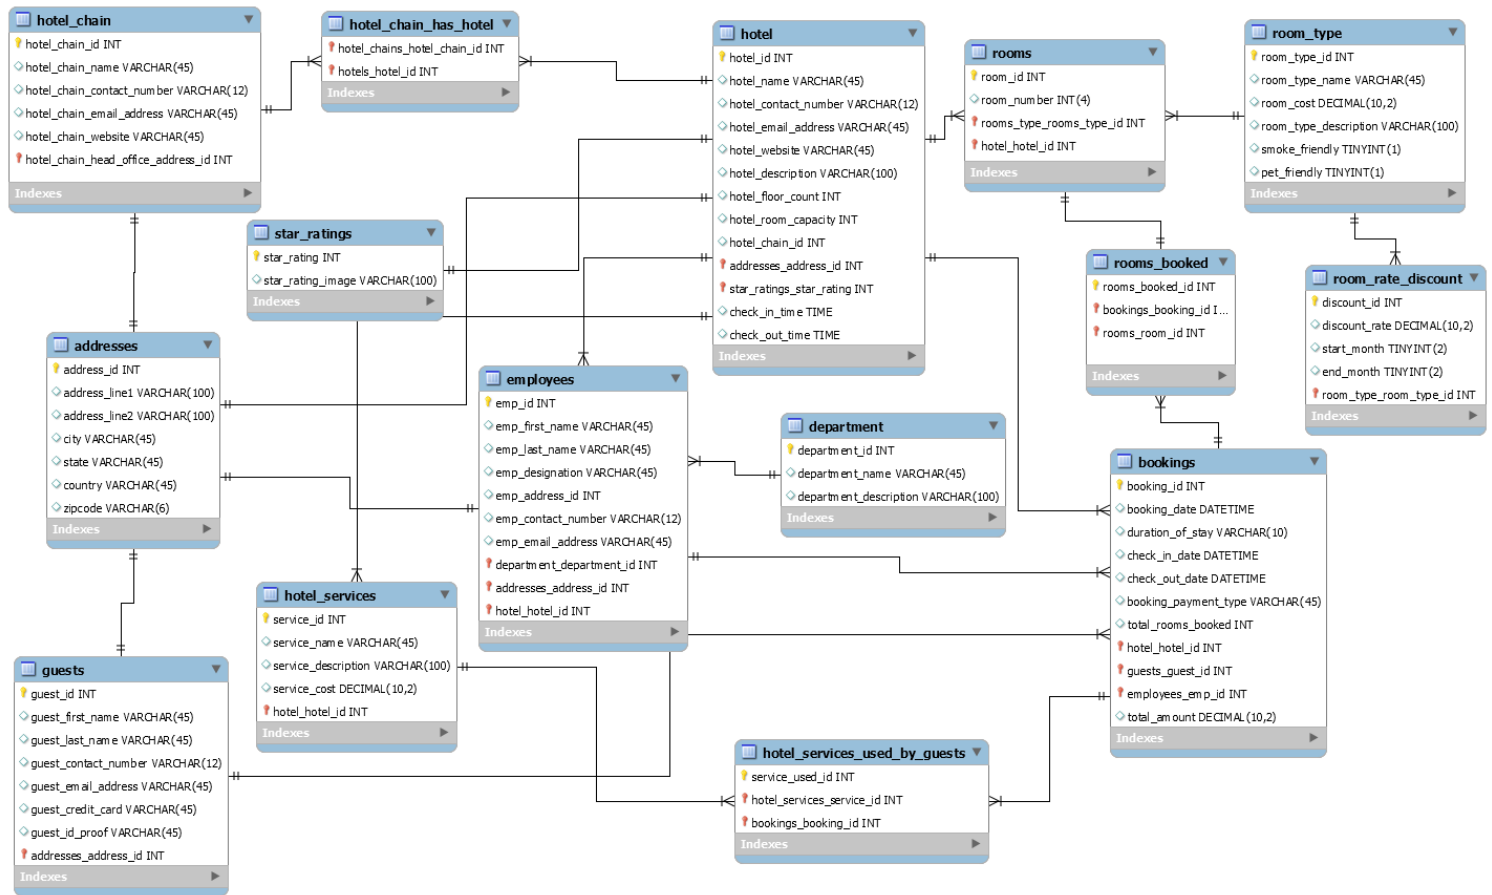 hotel_chain
hotel_chain_id INT
hotel_chain_name VARCHAR(45)
hotel_chain_contact_number VARCHAR(12)
hotel_chain_email_address VARCHAR(45)
hotel_chain_website VARCHAR(45)
hotel_chain_head_office_address_id INT
Indexes
hotel_chain_has_hotel
hotel_chains_hotel_chain_id INT
hotels_hotel_id INT
Indexes
hotel
hotel_id INT
hotel_name VARCHAR(45)
hotel_contact_number VARCHAR(12)
hotel_email_address VARCHAR(45)
hotel_website VARCHAR(45)
hotel_description VARCHAR(100)
hotel_floor_count INT
hotel_room_capacity INT
hotel_chain_id INT
addresses_address_id INT
star_ratings_star_rating INT
check_in_time TIME
check_out_time TIME
Indexes
rooms
room_id INT
room_number INT(4)
rooms_type_rooms_type_id INT
hotel_hotel_id INT
Indexes
room_type
room_type_id INT
room_type_name VARCHAR(45)
room_cost DECIMAL(10,2)
room_type_description VARCHAR(100)
smoke_friendly TINYINT(1)
pet_friendly TINYINT(1)
Indexes
star_ratings
star_rating INT
star_rating_image VARCHAR(100)
Indexes
rooms_booked
rooms_booked_id INT
bookings_booking_id I...
rooms_room_id INT
Indexes
room_rate_discount
discount_id INT
discount_rate DECIMAL(10,2)
start_month TINYINT(2)
end_month TINYINT(2)
room_type_room_type_id INT
Indexes
addresses
address_id INT
address_line1 VARCHAR(100)
address_line2 VARCHAR(100)
city VARCHAR(45)
state VARCHAR(45)
country VARCHAR(45)
zipcode VARCHAR(6)
Indexes
employees
emp_id INT
emp_first_name VARCHAR(45)
emp_last_name VARCHAR(45)
emp_designation VARCHAR(45)
emp_address_id INT
emp_contact_number VARCHAR(12)
emp_email_address VARCHAR(45)
department_department_id INT
addresses_address_id INT
hotel_hotel_id INT
Indexes
department
department_id INT
department_name VARCHAR(45)
department_description VARCHAR(100)
Indexes
bookings
booking_id INT
booking_date DATETIME
duration_of_stay VARCHAR(10)
check_in_date DATETIME
check_out_date DATETIME
booking_payment_type VARCHAR(45)
total_rooms_booked INT
hotel_hotel_id INT
guests_guest_id INT
employees_emp_id INT
total_amount DECIMAL(10,2)
Indexes
hotel_services
service_id INT
service_name VARCHAR(45)
service_description VARCHAR(100)
service_cost DECIMAL(10,2)
hotel_hotel_id INT
Indexes
guests
guest_id INT
guest_first_name VARCHAR(45)
guest_last_name VARCHAR(45)
guest_contact_number VARCHAR(12)
guest_email_address VARCHAR(45)
guest_credit_card VARCHAR(45)
guest_id_proof VARCHAR(45)
addresses_address_id INT
Indexes
hotel_services_used_by_guests
service_used_id INT
hotel_services_service_id INT
bookings_booking_id INT
Indexes